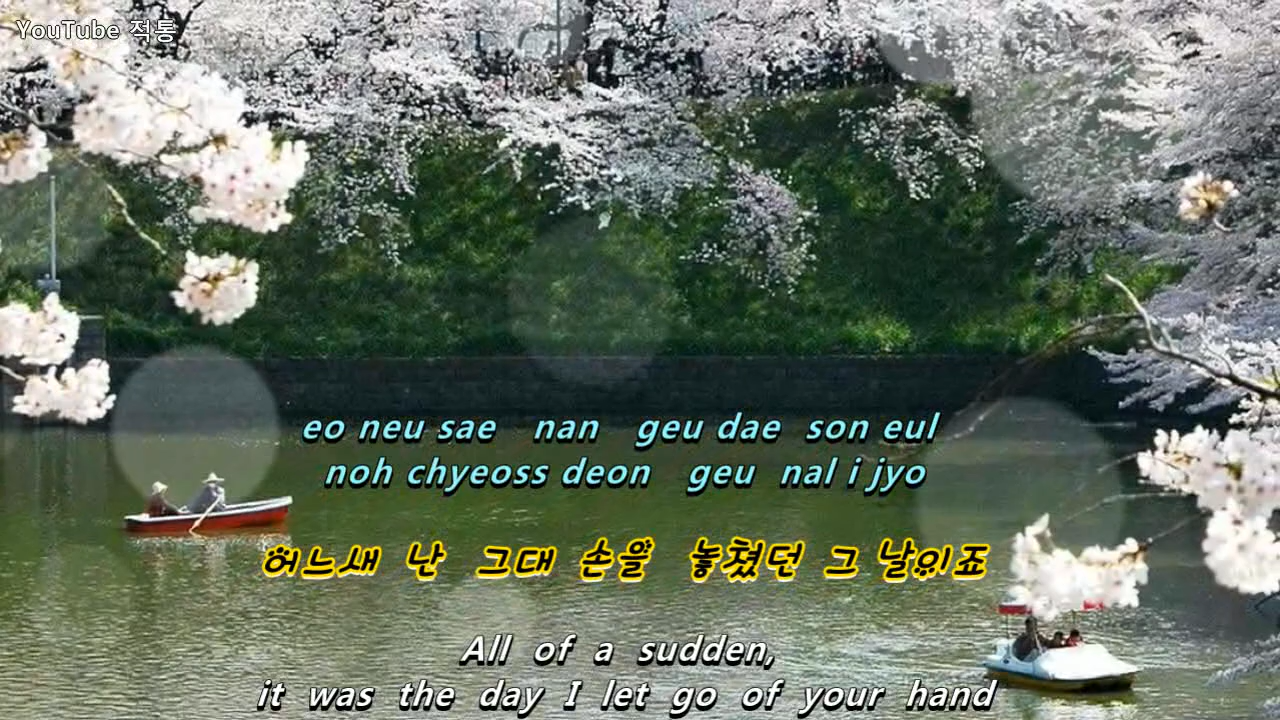 YouTube 적통
eo neu sae nan geu dae son eul
noh chyeoss deon geu nal i jyo
어느새 난 그대 손을 놓쳤던 그 날이죠
All of a sudden,
it was the day I let go of your hand